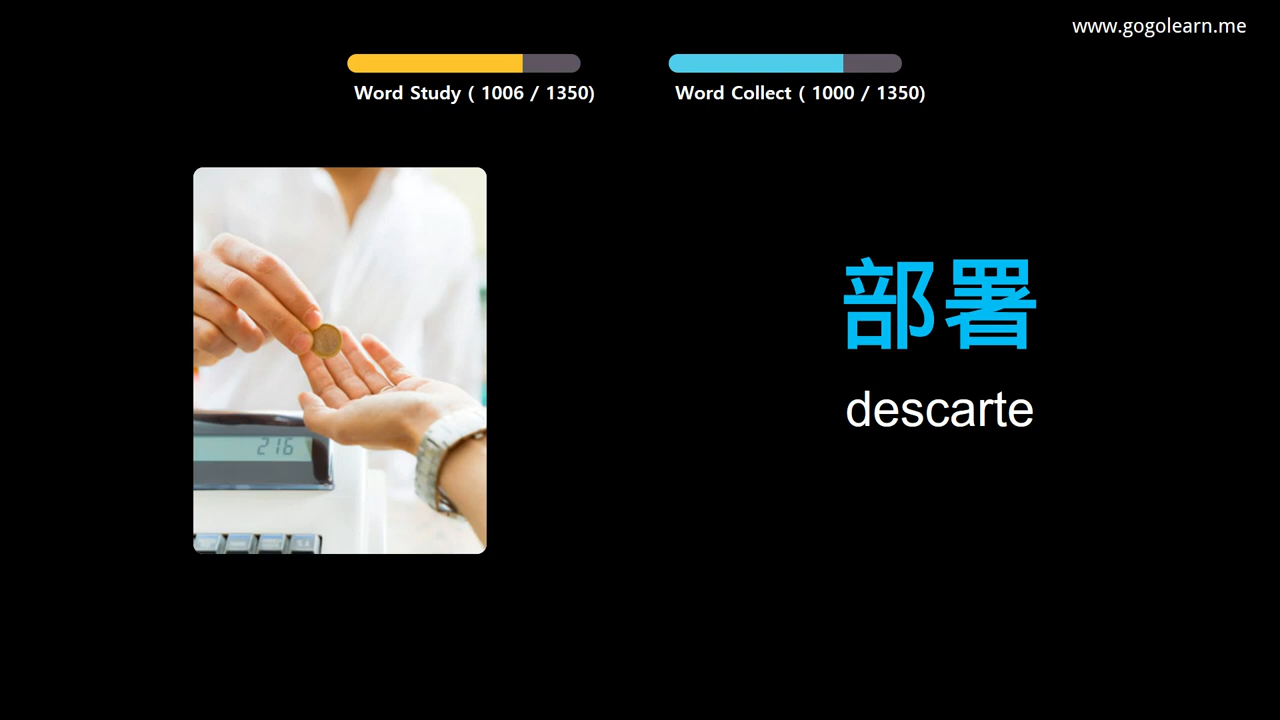 www.gogolearn.me
Word Study ( 1006 / 1350)
Word Collect ( 1000 / 1350)
部署
descarte
216